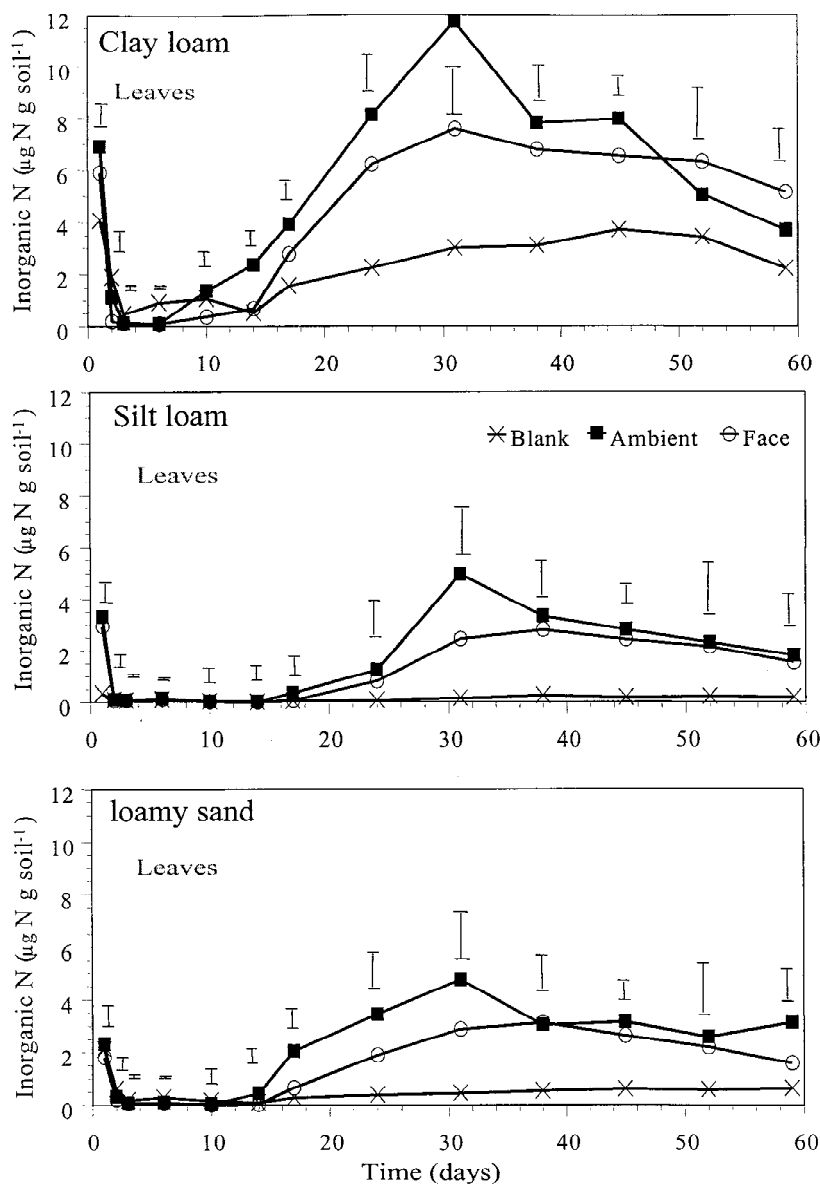 12
Clay loam
10
Leaves
8
6
4
2
0
Inorganic N (µg N g soil⁻¹)
0 10 20 30 40 50 60
12
Silt loam
10
×Blank ■Ambient ○Face
Leaves
8
6
4
2
0
Inorganic N (µg N g soil⁻¹)
0 10 20 30 40 50 60
12
loamy sand
10
Leaves
8
6
4
2
0
Inorganic N (µg N g soil⁻¹)
0 10 20 30 40 50 60
Time (days)